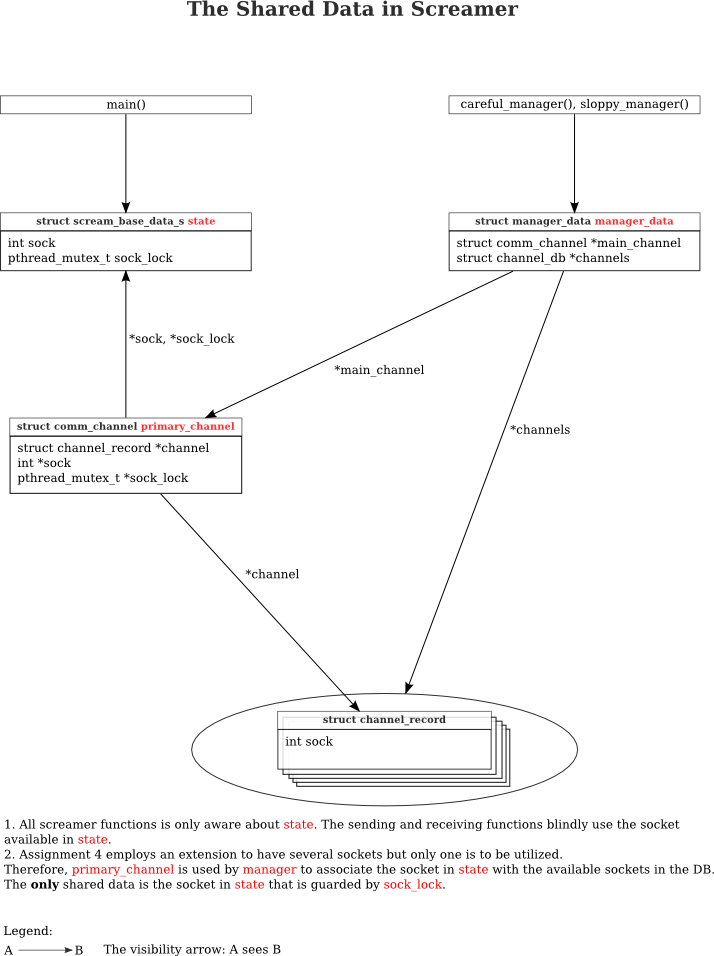 The Shared Data in Screamer
main()
careful_manager(), sloppy_manager()
struct scream_base_data_s state
int sock
pthread_mutex_t sock_lock
struct manager_data manager_data
struct comm_channel *main_channel
struct channel_db *channels
*sock, *sock_lock
*main_channel
*channels
struct comm_channel primary_channel
struct channel_record *channel
int *sock
pthread_mutex_t *sock_lock
*channel
struct channel_record
int sock
1. All screamer functions is only aware about state. The sending and receiving functions blindly use the socket
available in state.
2. Assignment 4 employs an extension to have several sockets but only one is to be utilized.
Therefore, primary_channel is used by manager to associate the socket in state with the available sockets in the DB.
The only shared data is the socket in state that is guarded by sock_lock.
Legend:
A B The visibility arrow: A sees B